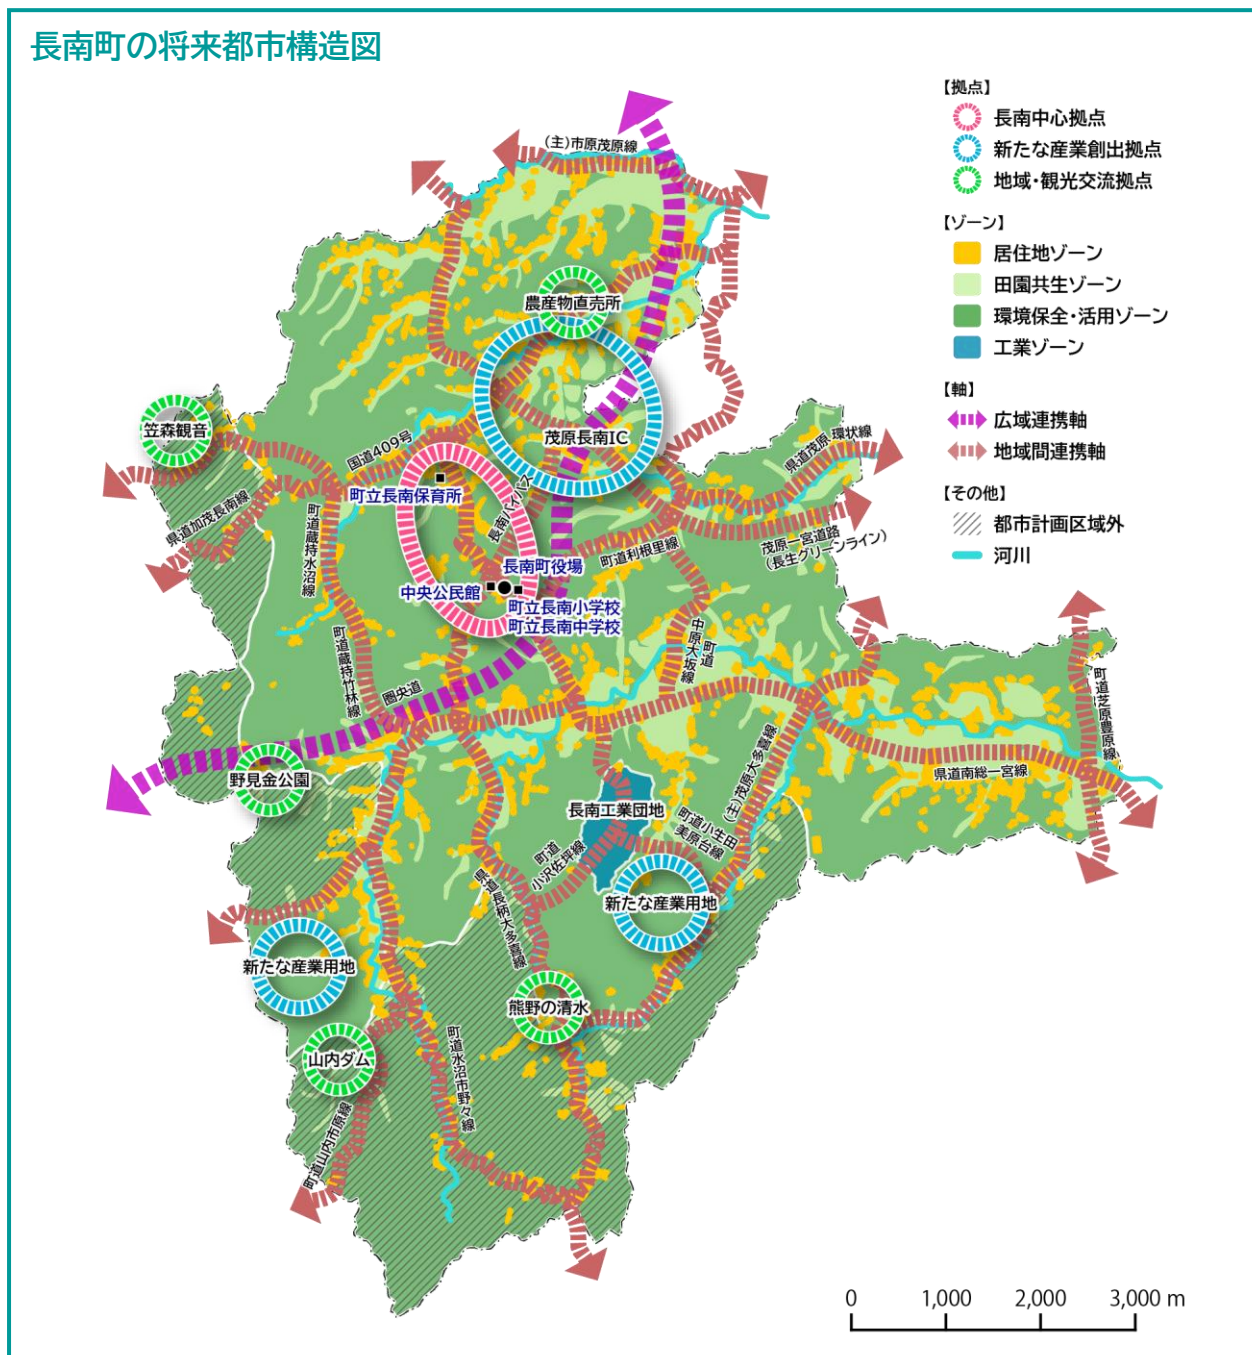 長南町の将来都市構造図
【拠点】
長南中心拠点
新たな産業創出拠点
地域・観光交流拠点
【ゾーン】
居住地ゾーン
田園共生ゾーン
環境保全・活用ゾーン
工業ゾーン
【軸】
広域連携軸
地域間連携軸
【その他】
都市計画区域外
河川
(主)市原茂原線
農産物直売所
茂原長南IC
笠森観音
国道409号
県道茂原環状線
町立長南保育所
長南バイパス
県道加茂長南線
町道蔵持水沼線
茂原一宮道路
(長生グリーンライン)
町道利根里線
長南町役場
中央公民館
町立長南小学校
町立長南中学校
町道蔵持竹林線
町道
中原大坂線
圏央道
町道芝原豊原線
野見金公園
県道南総一宮線
(主)茂原大多喜線
長南工業団地
町道小生田
美原台線
町道
小沢佐坪線
県道長柄大多喜線
新たな産業用地
新たな産業用地
熊野の清水
山内ダム
町道水沼市野々線
町道山内市原線
0
1,000
2,000
3,000 m